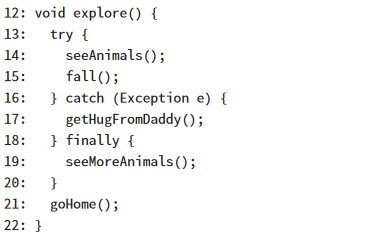 12: void explore() {
13:   try {
14:     seeAnimals();
15:     fall();
16:   } catch (Exception e) {
17:     getHugFromDaddy();
18:   } finally {
19:     seeMoreAnimals();
20:   }
21:   goHome();
22: }